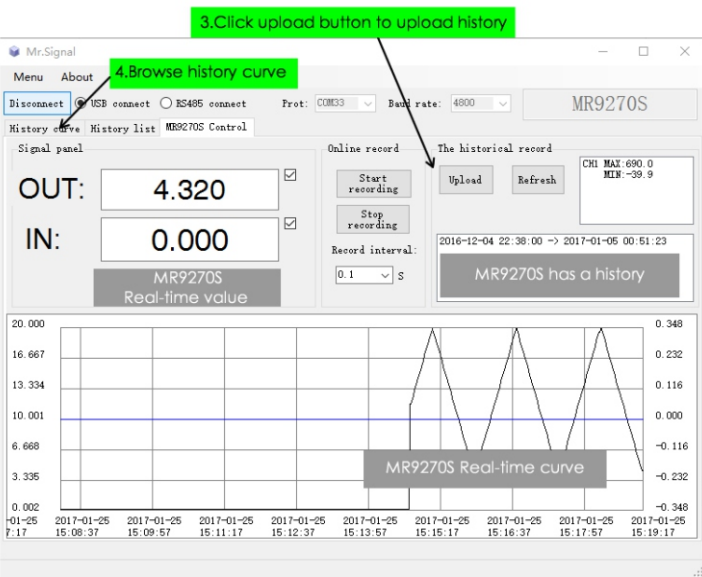 3.Click upload button to upload history
Mr.Signal
Menu About
4.Browse history curve
Disconnect USB connect RS485 connect Prot: COM33 Baud rate: 4800 MR9270S
History curve History list MR9270S Control
Signal panel
OUT: 4.320
IN: 0.000
MR9270S
Real-time value
Online record
Start
recording
Stop
recording
Record interval:
0.1 S
The historical record
Upload Refresh
CH1 MAX:690.0
MIN:-39.9
2016-12-04 22:38:00 -> 2017-01-05 00:51:23
MR9270S has a history
20.000 0.348
16.667 0.232
13.334 0.116
10.001 0.000
6.668 -0.116
MR9270S Real-time curve
3.335 -0.232
0.002 -0.348
-01-25 2017-01-25 2017-01-25 2017-01-25 2017-01-25 2017-01-25 2017-01-25 2017-01-25 2017-01-25 2017-01-25
7:17 15:08:37 15:09:57 15:11:17 15:12:37 15:13:57 15:15:17 15:16:37 15:17:57 15:19:17